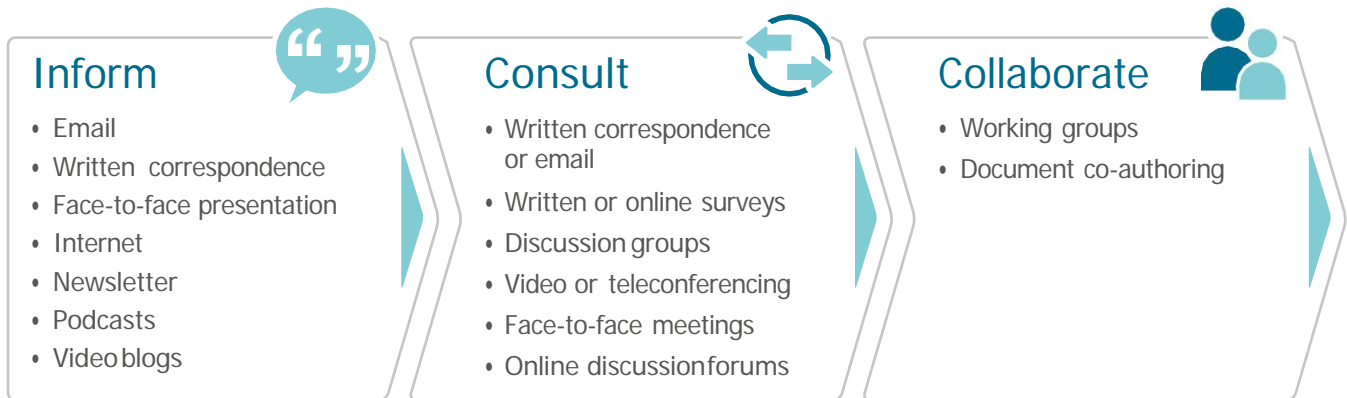 Inform
• Email
• Written correspondence
• Face-to-face presentation
• Internet
• Newsletter
• Podcasts
• Video blogs
Consult
• Written correspondence
or email
• Written or online surveys
• Discussion groups
• Video or teleconferencing
• Face-to-face meetings
• Online discussion forums
Collaborate
• Working groups
• Document co-authoring